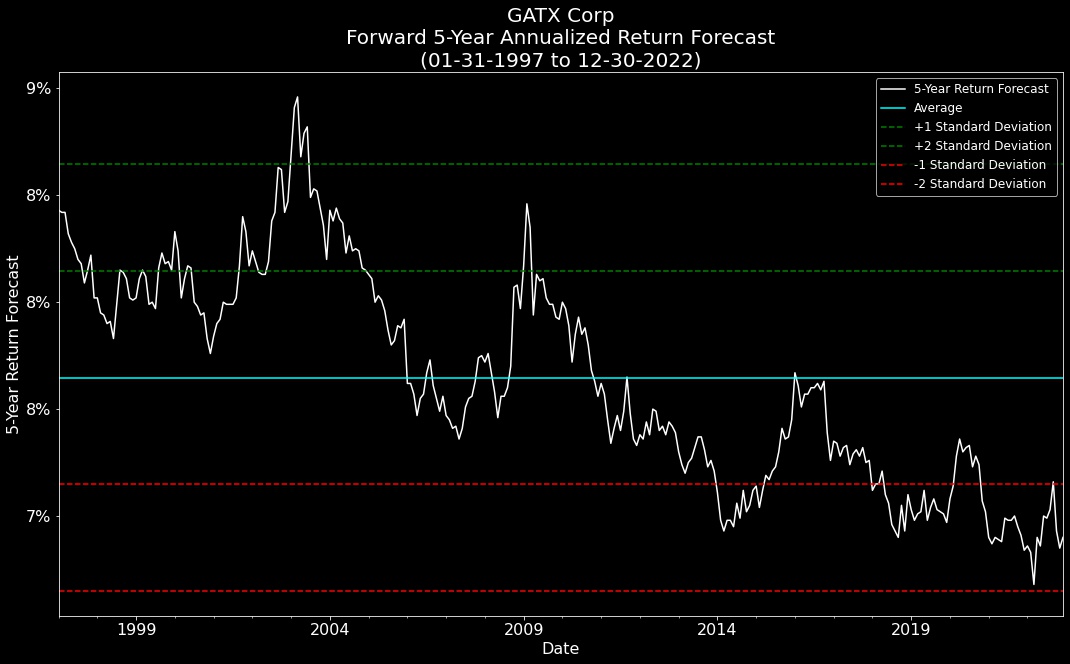 GATX Corp
Forward 5-Year Annualized Return Forecast
(01-31-1997 to 12-30-2022)
5-Year Return Forecast
Average
+1 Standard Deviation
+2 Standard Deviation
-1 Standard Deviation
-2 Standard Deviation
9%
8%
8%
8%
7%
5-Year Return Forecast
1999
2004
2009
2014
2019
Date